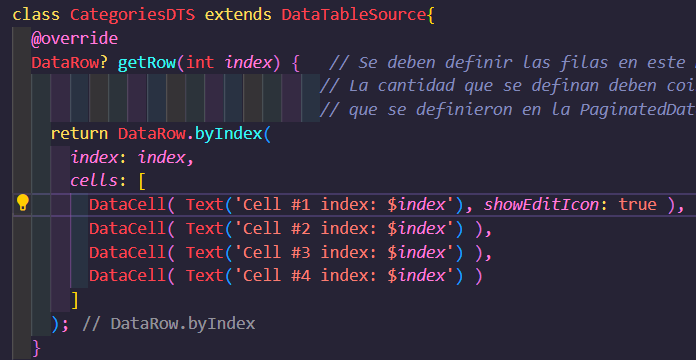 class CategoriesDTS extends DataTableSource{
@override
DataRow? getRow(int index) { // Se deben definir las filas en este
// La cantidad que se definan deben coi
// que se definieron en la PaginatedDat
return DataRow.byIndex(
index: index,
cells: [
DataCell( Text('Cell #1 index: $index'), showEditIcon: true ),
DataCell( Text('Cell #2 index: $index') ),
DataCell( Text('Cell #3 index: $index') ),
DataCell( Text('Cell #4 index: $index') )
]
); // DataRow.byIndex
}